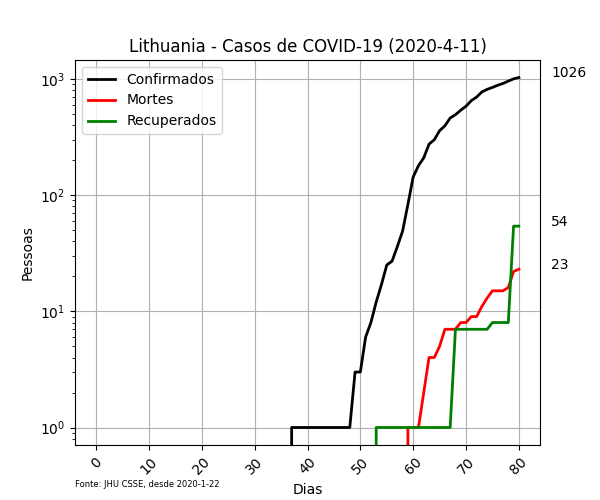 Lithuania - Casos de COVID-19 (2020-4-11)
Confirmados
Mortes
Recuperados
10³
10²
10¹
10⁰
Pessoas
1026
54
23
0
10
20
30
40
50
60
70
80
Dias
Fonte: JHU CSSE, desde 2020-1-22